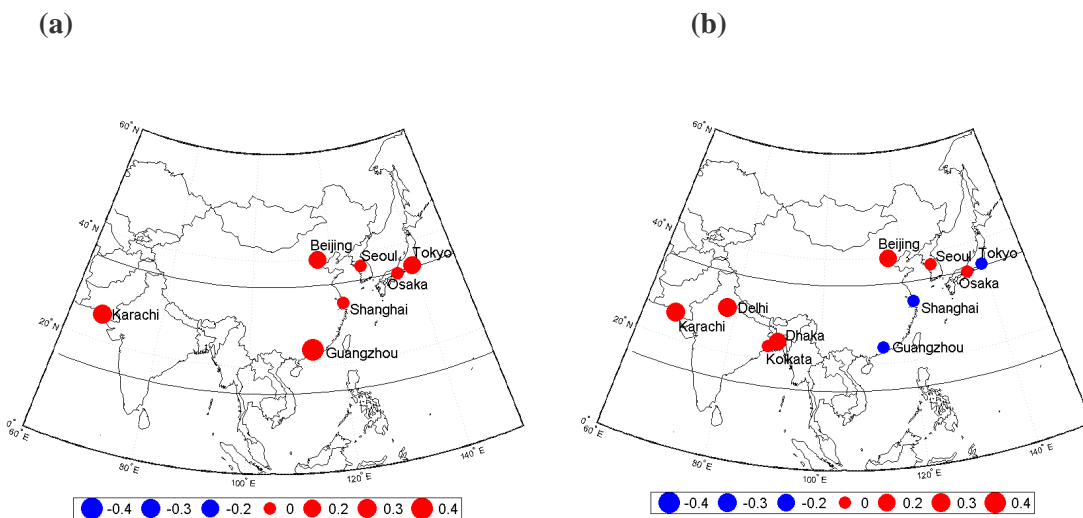 (a)
(b)
60° N
40° N
20° N
0° N
60° E
80° E
100° E
120° E
140° E
Beijing
Seoul
Tokyo
Osaka
Shanghai
Karachi
Guangzhou
-0.4 -0.3 -0.2 0 0.2 0.3 0.4
60° N
40° N
20° N
0° N
60° E
80° E
100° E
120° E
140° E
Beijing
Seoul
Tokyo
Osaka
Delhi
Shanghai
Karachi
Dhaka
Kolkata
Guangzhou
-0.4 -0.3 -0.2 0 0.2 0.3 0.4